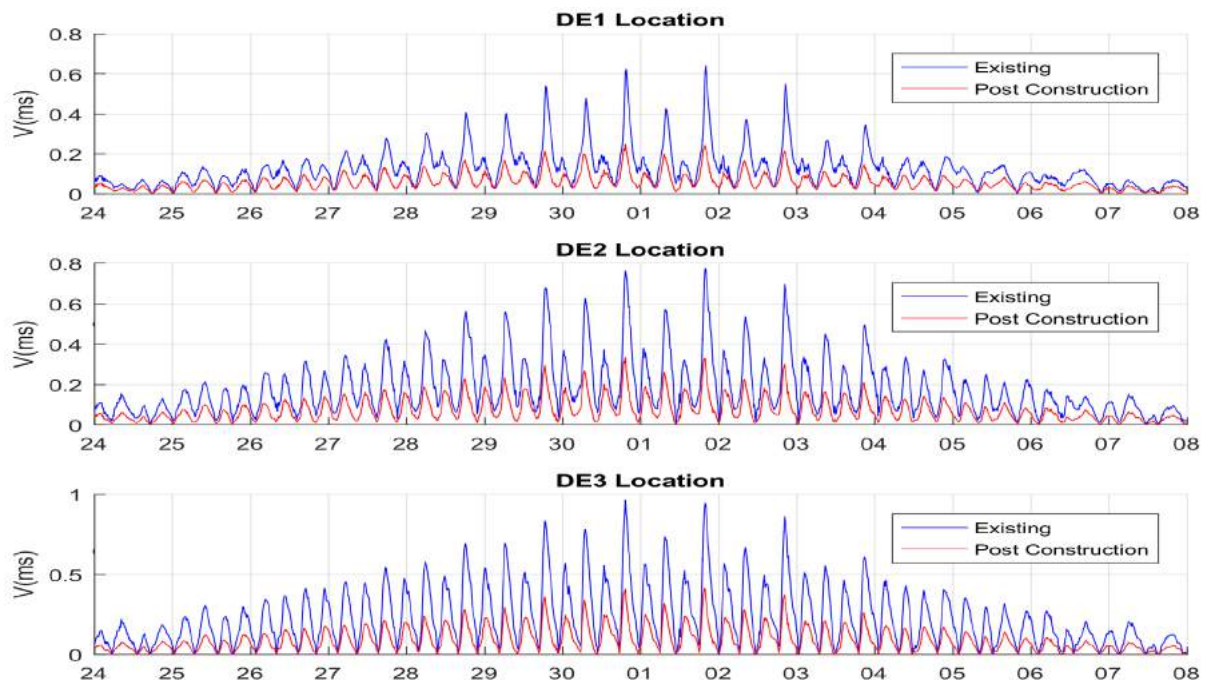 DE1 Location
0.8
0.6
0.4
0.2
0
V(ms)
Existing
Post Construction
24 25 26 27 28 29 30 01 02 03 04 05 06 07 08
DE2 Location
0.8
0.6
0.4
0.2
0
V(ms)
Existing
Post Construction
24 25 26 27 28 29 30 01 02 03 04 05 06 07 08
DE3 Location
1
0.5
0
V(ms)
Existing
Post Construction
24 25 26 27 28 29 30 01 02 03 04 05 06 07 08